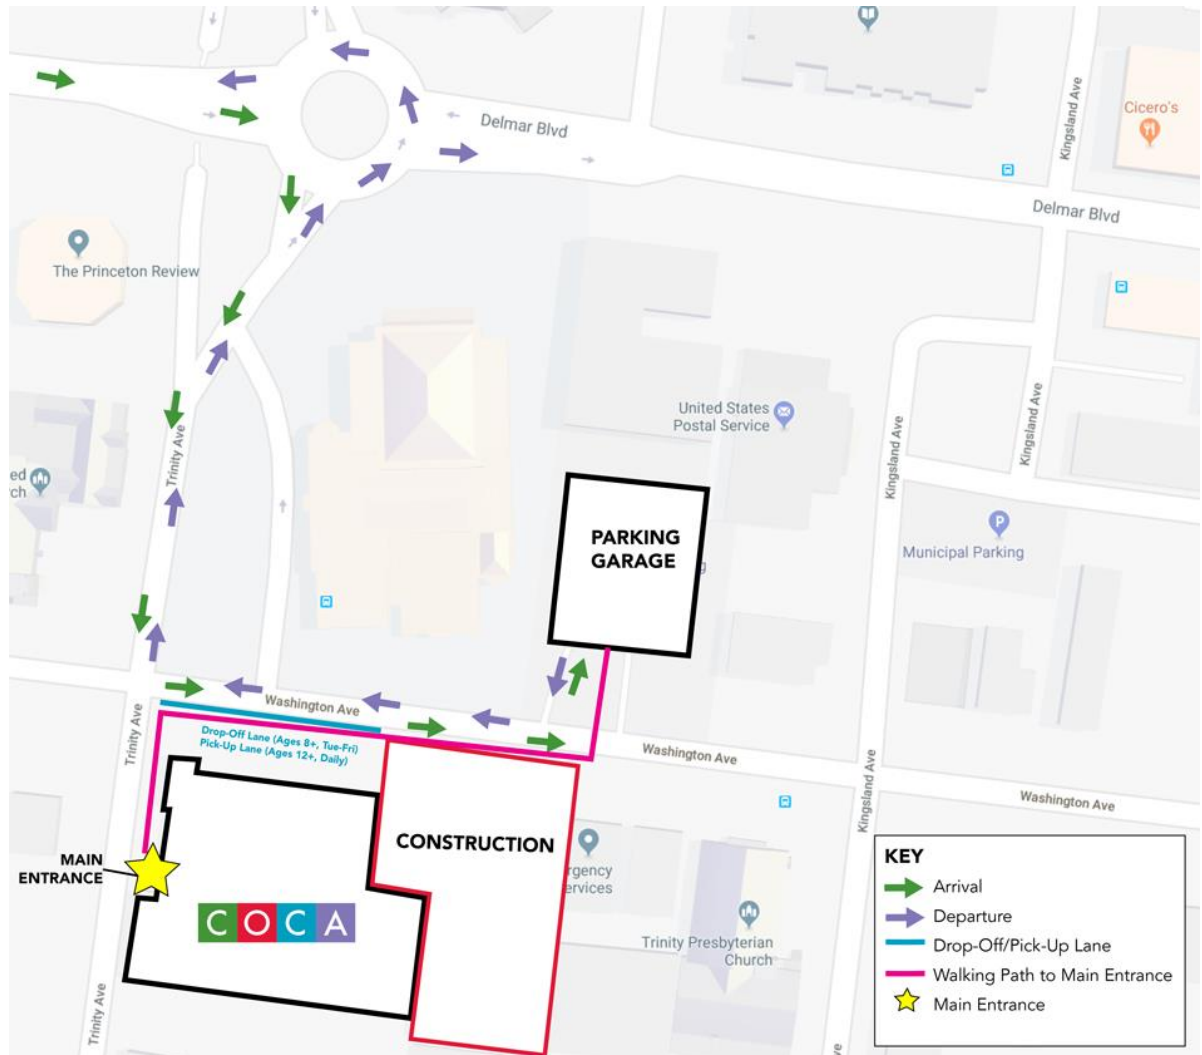 Delmar Blvd
Kingsland Ave
Cicero's
Delmar Blvd
The Princeton Review
United States
Postal Service
Trinity Ave
ed
ch
Kingsland Ave
Kingsland Ave
PARKING
GARAGE
g
P
Municipal Parking
Washington Ave
Trinity Ave
Drop-Off Lane (Ages 8+, Tue-Fri)
Pick-Up Lane (Ages 12+, Daily)
Washington Ave
Kingsland Ave
Washington Ave
CONSTRUCTION
MAIN
ENTRANCE
rgency
ervices
COCA
Trinity Presbyterian
Church
Trinity Ave
KEY
Arrival
Departure
Drop-Off/Pick-Up Lane
Walking Path to Main Entrance
Main Entrance